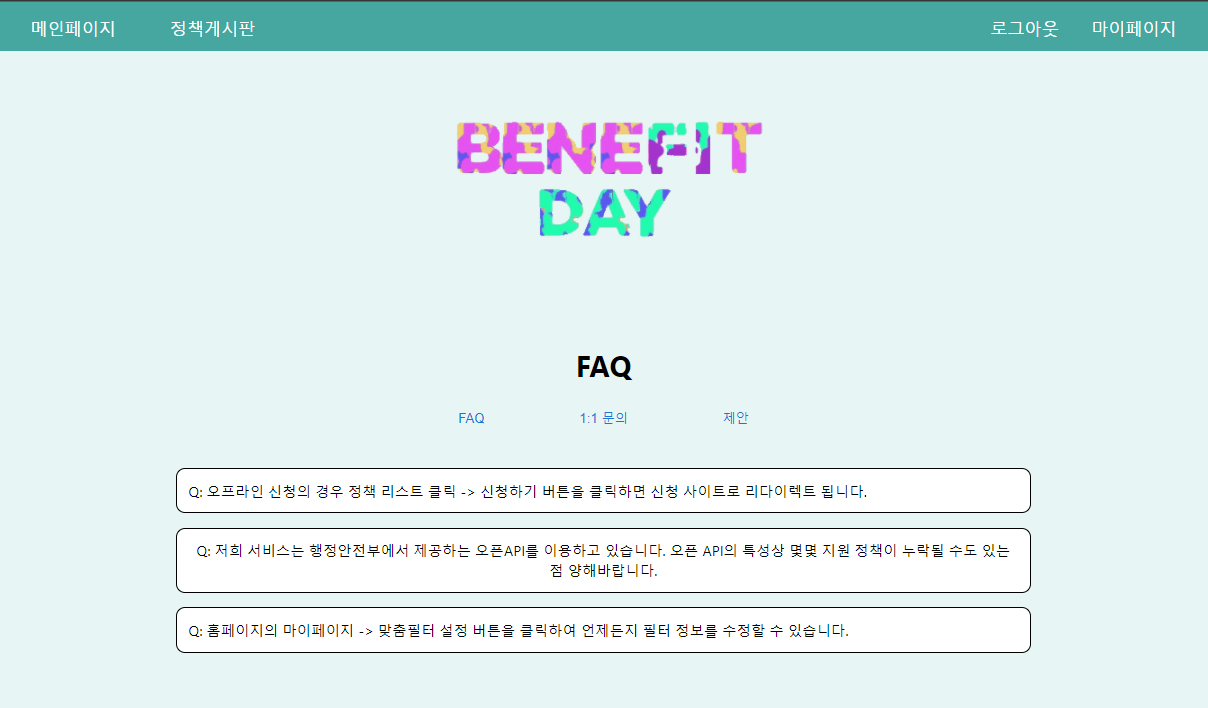 메인페이지 정책게시판 로그아웃 마이페이지
BENEFIT
DAY
FAQ
FAQ 1:1 문의 제안
Q: 오프라인 신청의 경우 정책 리스트 클릭 -> 신청하기 버튼을 클릭하면 신청 사이트로 리다이렉트 됩니다.
Q: 저희 서비스는 행정안전부에서 제공하는 오픈API를 이용하고 있습니다. 오픈 API의 특성상 몇몇 지원 정책이 누락될 수도 있는
점 양해바랍니다.
Q: 홈페이지의 마이페이지 -> 맞춤필터 설정 버튼을 클릭하여 언제든지 필터 정보를 수정할 수 있습니다.